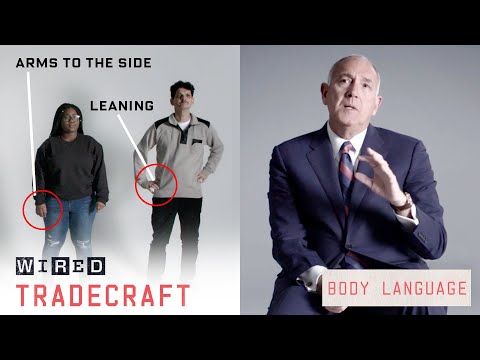 ARMS TO THE SIDE
LEANING
WIRED
TRADECRAFT
BODY LANGUAGE